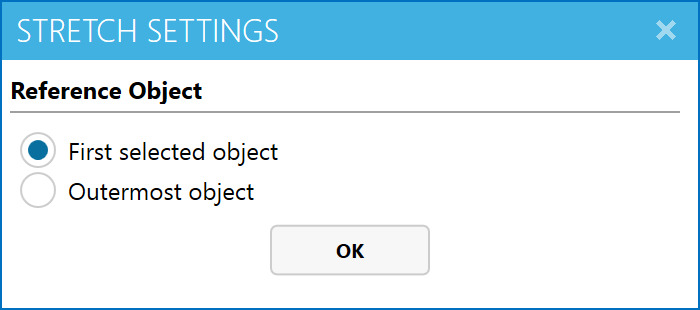 STRETCH SETTINGS
Reference Object
First selected object
Outermost object
OK